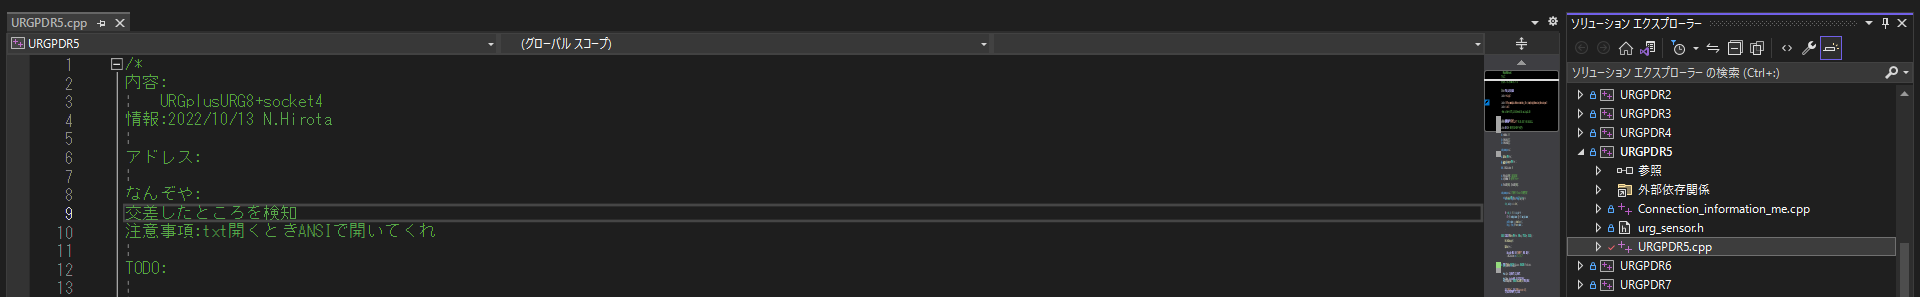 URGPDR5.cpp
URGPDR5
(グローバル スコープ)
1 /*
2 内容:
3 URGplusURG8+socket4
4 情報:2022/10/13 N.Hirota
5
6 アドレス:
7
8 なんぞや:
9 交差したところを検知
10 注意事項:txt開くときANSIで開いてくれ
11
12 TODO:
13
ソリューション エクスプローラー
ソリューション エクスプローラー の検索 (Ctrl+:)
URGPDR2
URGPDR3
URGPDR4
URGPDR5
参照
外部依存関係
Connection_information_me.cpp
urg_sensor.h
URGPDR5.cpp
URGPDR6
URGPDR7